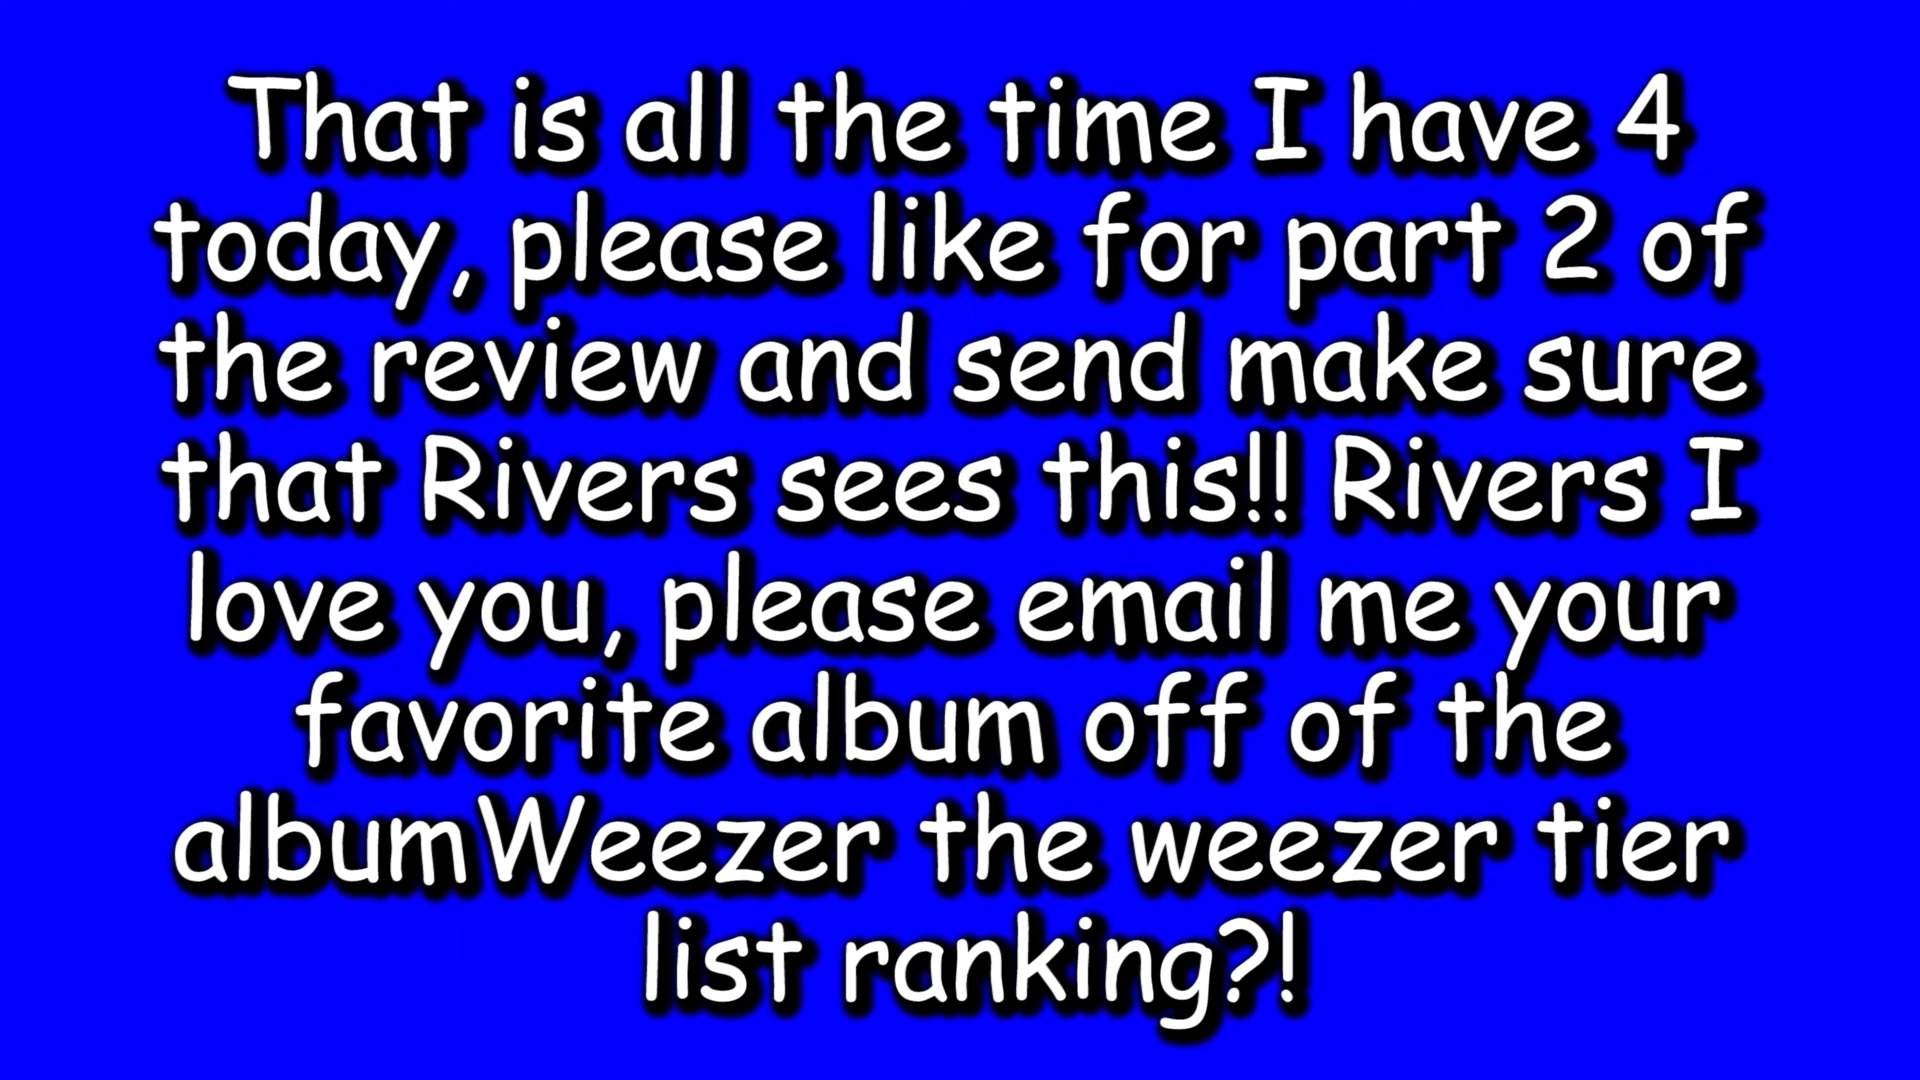 That is all the time I have 4
today, please like for part 2 of
the review and send make sure
that Rivers sees this!! Rivers I
love you, please email me your
favorite album off of the
albumWeezer the weezer tier
list ranking?!